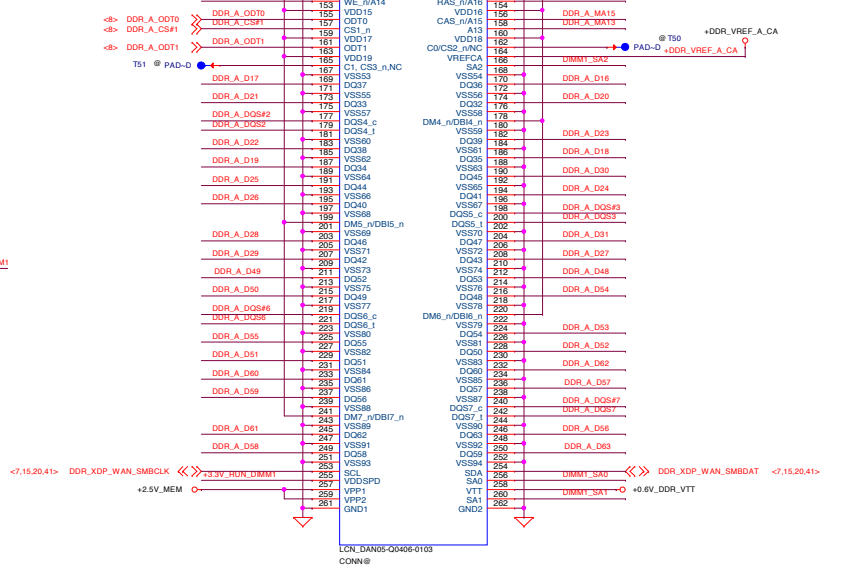 153 WE_n/A14 RAS_n/A16 154
155 VDD15 VDD16 156 DDR_A_MA15
<8> DDR_A_ODT0 DDR_A_ODT0 157 ODT0 CAS_n/A15 158 DDR_A_MA13
<8> DDR_A_CS#1 DDR_A_CS#1 159 CS1_n A13 160 +DDR_VREF_A_CA
161 VDD17 VDD18 162 @ T50
<8> DDR_A_ODT1 DDR_A_ODT1 163 ODT1 C0/CS2_n/NC 164 PAD~D
165 VDD19 VREFCA 166 +DDR_VREF_A_CA
T51 @ PAD~D 167 C1, CS3_n,NC SA2 168 DIMM1_SA2
169 VSS53 VSS54 170
DDR_A_D17 171 DQ37 DQ36 172 DDR_A_D16
173 VSS55 VSS56 174
DDR_A_D21 175 DQ33 DQ32 176 DDR_A_D20
177 VSS57 VSS58 178
DDR_A_DQS#2 179 DQS4_c DM4_n/DBI4_n 180
DDR_A_DQS2 181 DQS4_t VSS59 182
183 VSS60 DQ39 184 DDR_A_D23
DDR_A_D22 185 DQ38 VSS61 186
187 VSS62 DQ35 188 DDR_A_D18
DDR_A_D19 189 DQ34 VSS63 190
191 VSS64 DQ45 192 DDR_A_D30
DDR_A_D25 193 DQ44 VSS65 194
195 VSS66 DQ41 196 DDR_A_D24
DDR_A_D26 197 DQ40 VSS67 198
199 VSS68 DQS5_c 200 DDR_A_DQS#3
201 DM5_n/DBI5_n DQS5_t 202 DDR_A_DQS3
203 VSS69 VSS70 204
DDR_A_D28 205 DQ46 DQ47 206 DDR_A_D31
207 VSS71 VSS72 208
DDR_A_D29 209 DQ42 DQ43 210 DDR_A_D27
M1 211 VSS73 VSS74 212
DDR_A_D49 213 DQ52 DQ53 214 DDR_A_D48
215 VSS75 VSS76 216
DDR_A_D50 217 DQ49 DQ48 218 DDR_A_D54
219 VSS77 VSS78 220
DDR_A_DQS#6 221 DQS6_c DM6_n/DBI6_n 222
DDR_A_DQS6 223 DQS6_t VSS79 224
225 VSS80 DQ54 226 DDR_A_D53
DDR_A_D55 227 DQ55 VSS81 228
229 VSS82 DQ50 230 DDR_A_D52
DDR_A_D51 231 DQ51 VSS83 232
233 VSS84 DQ60 234 DDR_A_D62
DDR_A_D60 235 DQ61 VSS85 236
237 VSS86 DQ57 238 DDR_A_D57
DDR_A_D59 239 DQ56 VSS87 240
241 VSS88 DQS7_c 242 DDR_A_DQS#7
243 DM7_n/DBI7_n DQS7_t 244 DDR_A_DQS7
245 VSS89 VSS90 246
DDR_A_D61 247 DQ62 DQ63 248 DDR_A_D56
249 VSS91 VSS92 250
DDR_A_D58 251 DQ58 DQ59 252 DDR_A_D63
253 VSS93 VSS94 254
<7,15,20,41> DDR_XDP_WAN_SMBCLK 255 SCL SDA 256 DDR_XDP_WAN_SMBDAT <7,15,20,41>
+3.3V_RUN_DIMM1 257 VDDSPD SA0 258 DIMM1_SA0
+2.5V_MEM 259 VPP1 VTT 260 +0.6V_DDR_VTT
261 VPP2 SA1 262 DIMM1_SA1
GND1 GND2
LCN_DAN05-Q0406-0103
CONN@